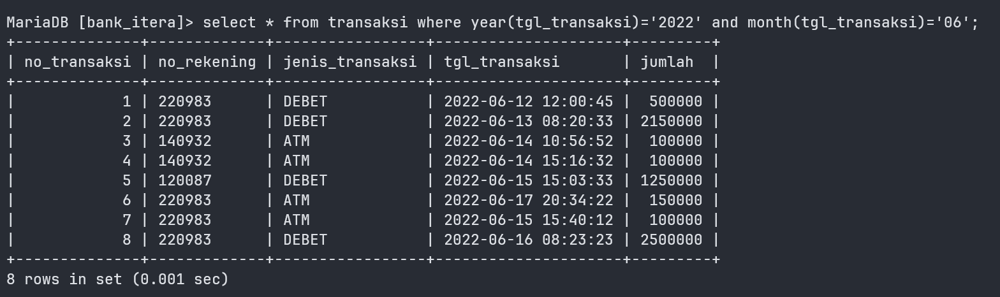 MariaDB [bank_itera]> select * from transaksi where year(tgl_transaksi)='2022' and month(tgl_transaksi)='06';
+--------------+-------------+-----------------+---------------------+---------+
| no_transaksi | no_rekening | jenis_transaksi | tgl_transaksi       | jumlah  |
+--------------+-------------+-----------------+---------------------+---------+
|            1 | 220983      | DEBET           | 2022-06-12 12:00:45 |  500000 |
|            2 | 220983      | DEBET           | 2022-06-13 08:20:33 | 2150000 |
|            3 | 140932      | ATM             | 2022-06-14 10:56:52 |  100000 |
|            4 | 140932      | ATM             | 2022-06-14 15:16:32 |  100000 |
|            5 | 120087      | DEBET           | 2022-06-15 15:03:33 | 1250000 |
|            6 | 220983      | ATM             | 2022-06-17 20:34:22 |  150000 |
|            7 | 220983      | ATM             | 2022-06-15 15:40:12 |  100000 |
|            8 | 220983      | DEBET           | 2022-06-16 08:23:23 | 2500000 |
+--------------+-------------+-----------------+---------------------+---------+
8 rows in set (0.001 sec)